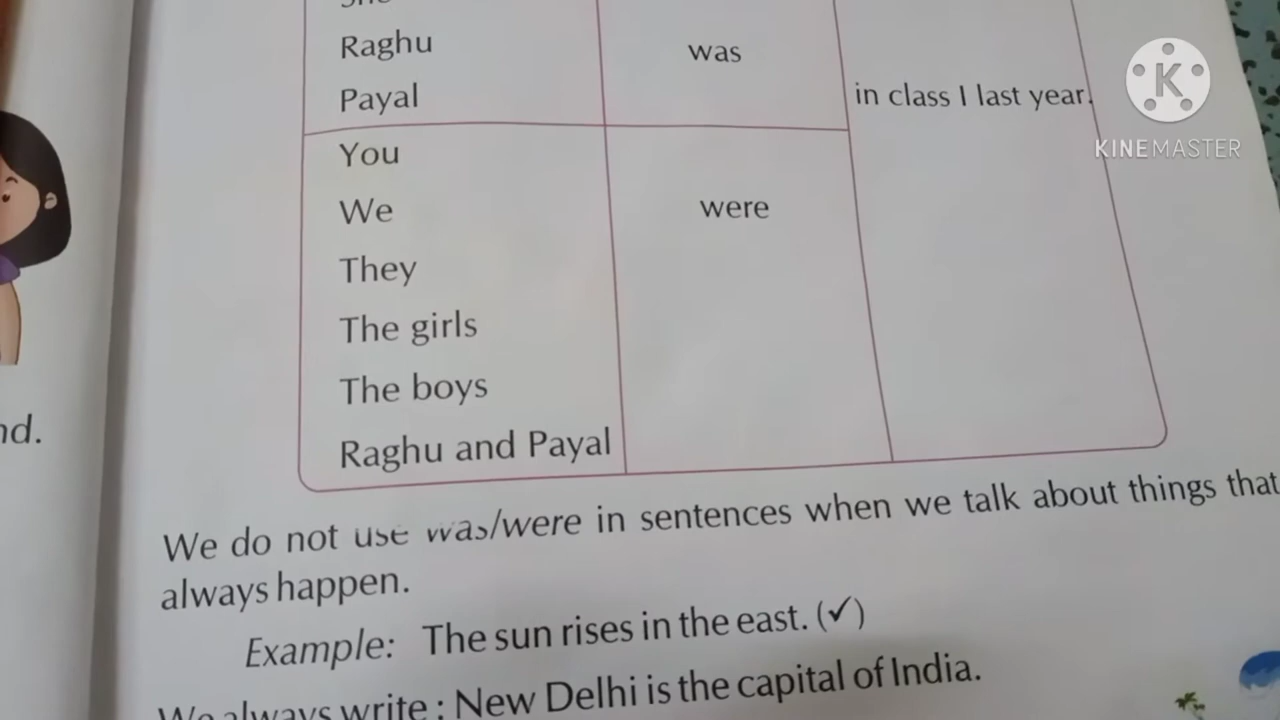 She
Raghu
was
Payal
in class I last year.
You
We
were
They
The girls
The boys
Raghu and Payal
We do not use was/were in sentences when we talk about things that
always happen.
Example: The sun rises in the east. (✓)
We always write : New Delhi is the capital of India.
nd.
K
KINEMASTER